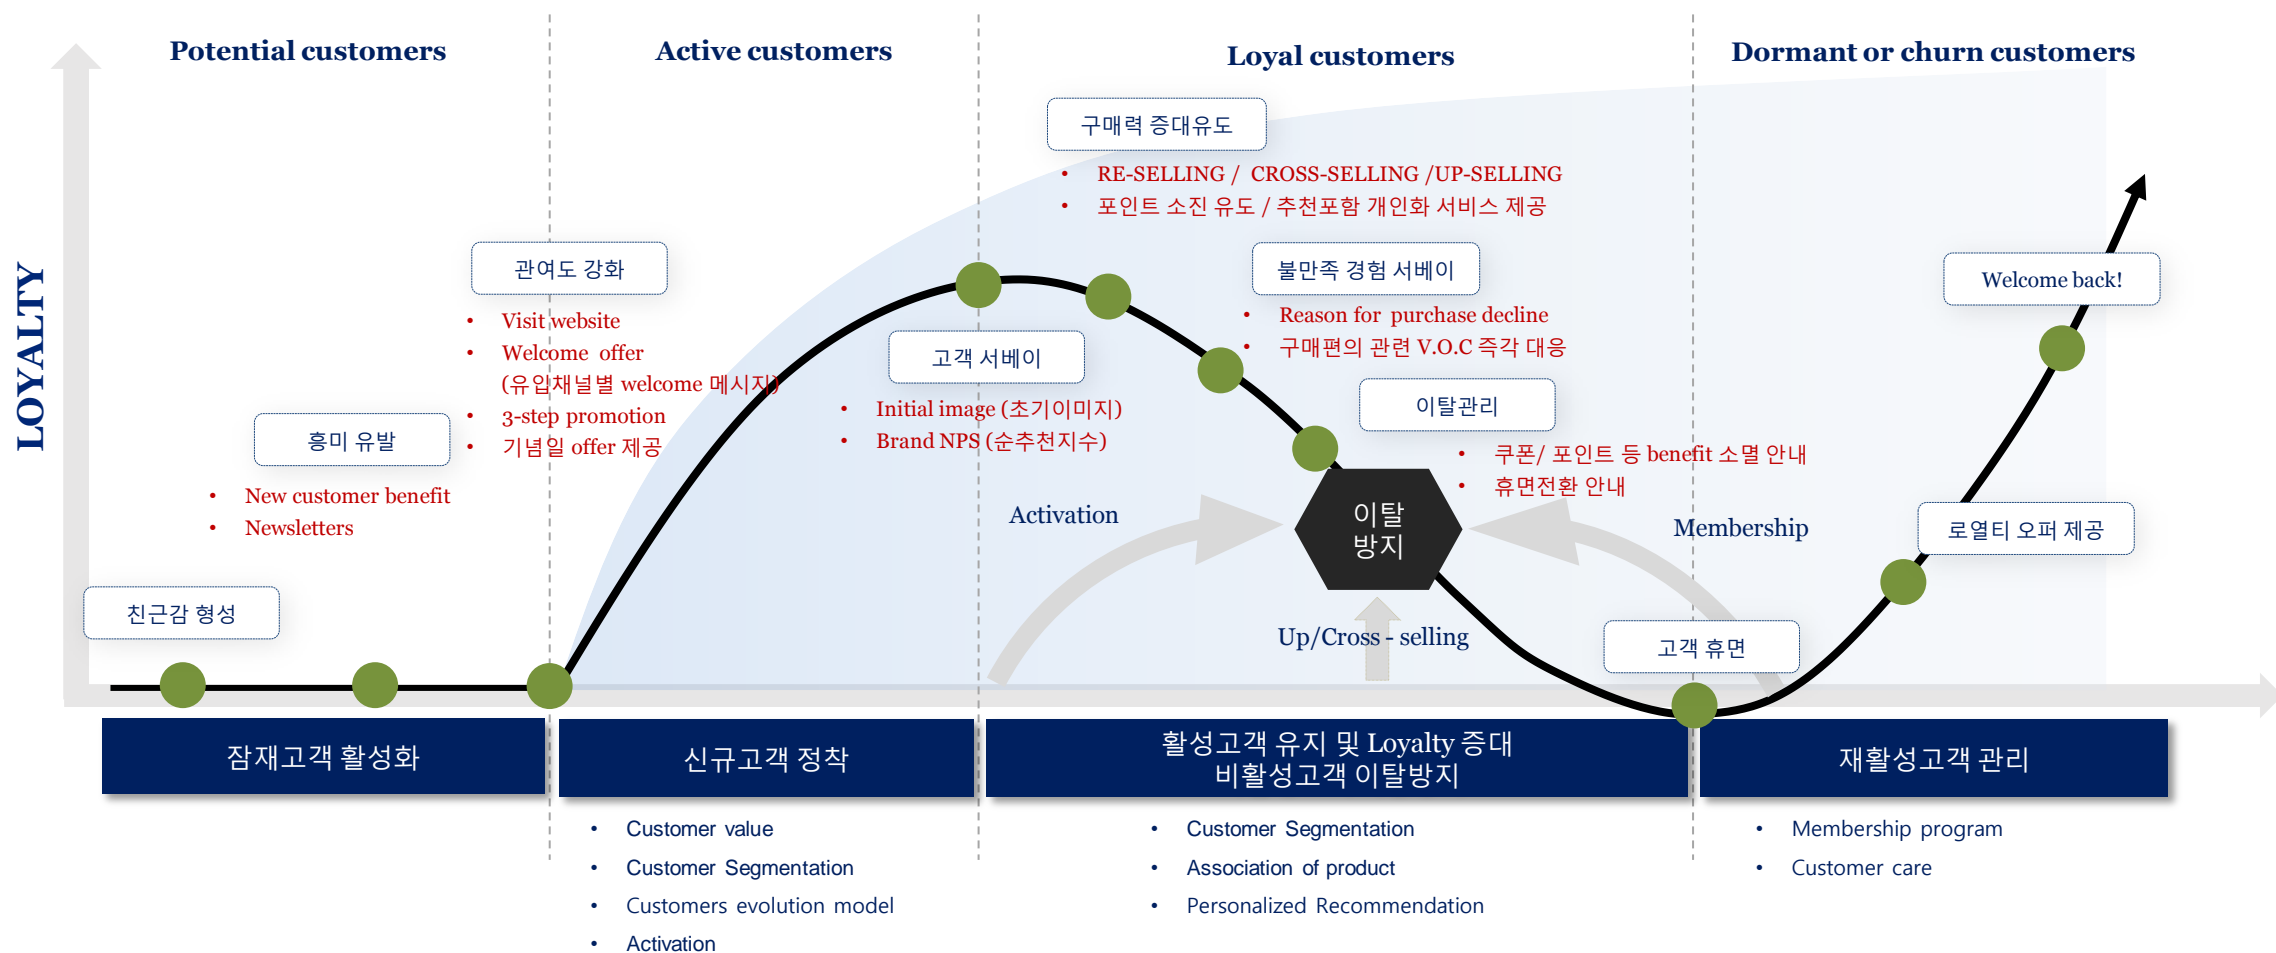 Potential customers
Active customers
Loyal customers
Dormant or churn customers
LOYALTY
친근감 형성
흥미 유발
• New customer benefit
• Newsletters
관여도 강화
• Visit website
• Welcome offer
(유입채널별 welcome 메시지)
• 3-step promotion
• 기념일 offer 제공
고객 서베이
• Initial image (초기이미지)
• Brand NPS (순추천지수)
구매력 증대유도
• RE-SELLING / CROSS-SELLING /UP-SELLING
• 포인트 소진 유도 / 추천포함 개인화 서비스 제공
불만족 경험 서베이
• Reason for purchase decline
• 구매편의 관련 V.O.C 즉각 대응
이탈관리
• 쿠폰/ 포인트 등 benefit 소멸 안내
• 휴면전환 안내
Activation
이탈
방지
Membership
Up/Cross - selling
고객 휴면
로열티 오퍼 제공
Welcome back!
잠재고객 활성화
신규고객 정착
활성고객 유지 및 Loyalty 증대
비활성고객 이탈방지
재활성고객 관리
• Customer value
• Customer Segmentation
• Customers evolution model
• Activation
• Customer Segmentation
• Association of product
• Personalized Recommendation
• Membership program
• Customer care